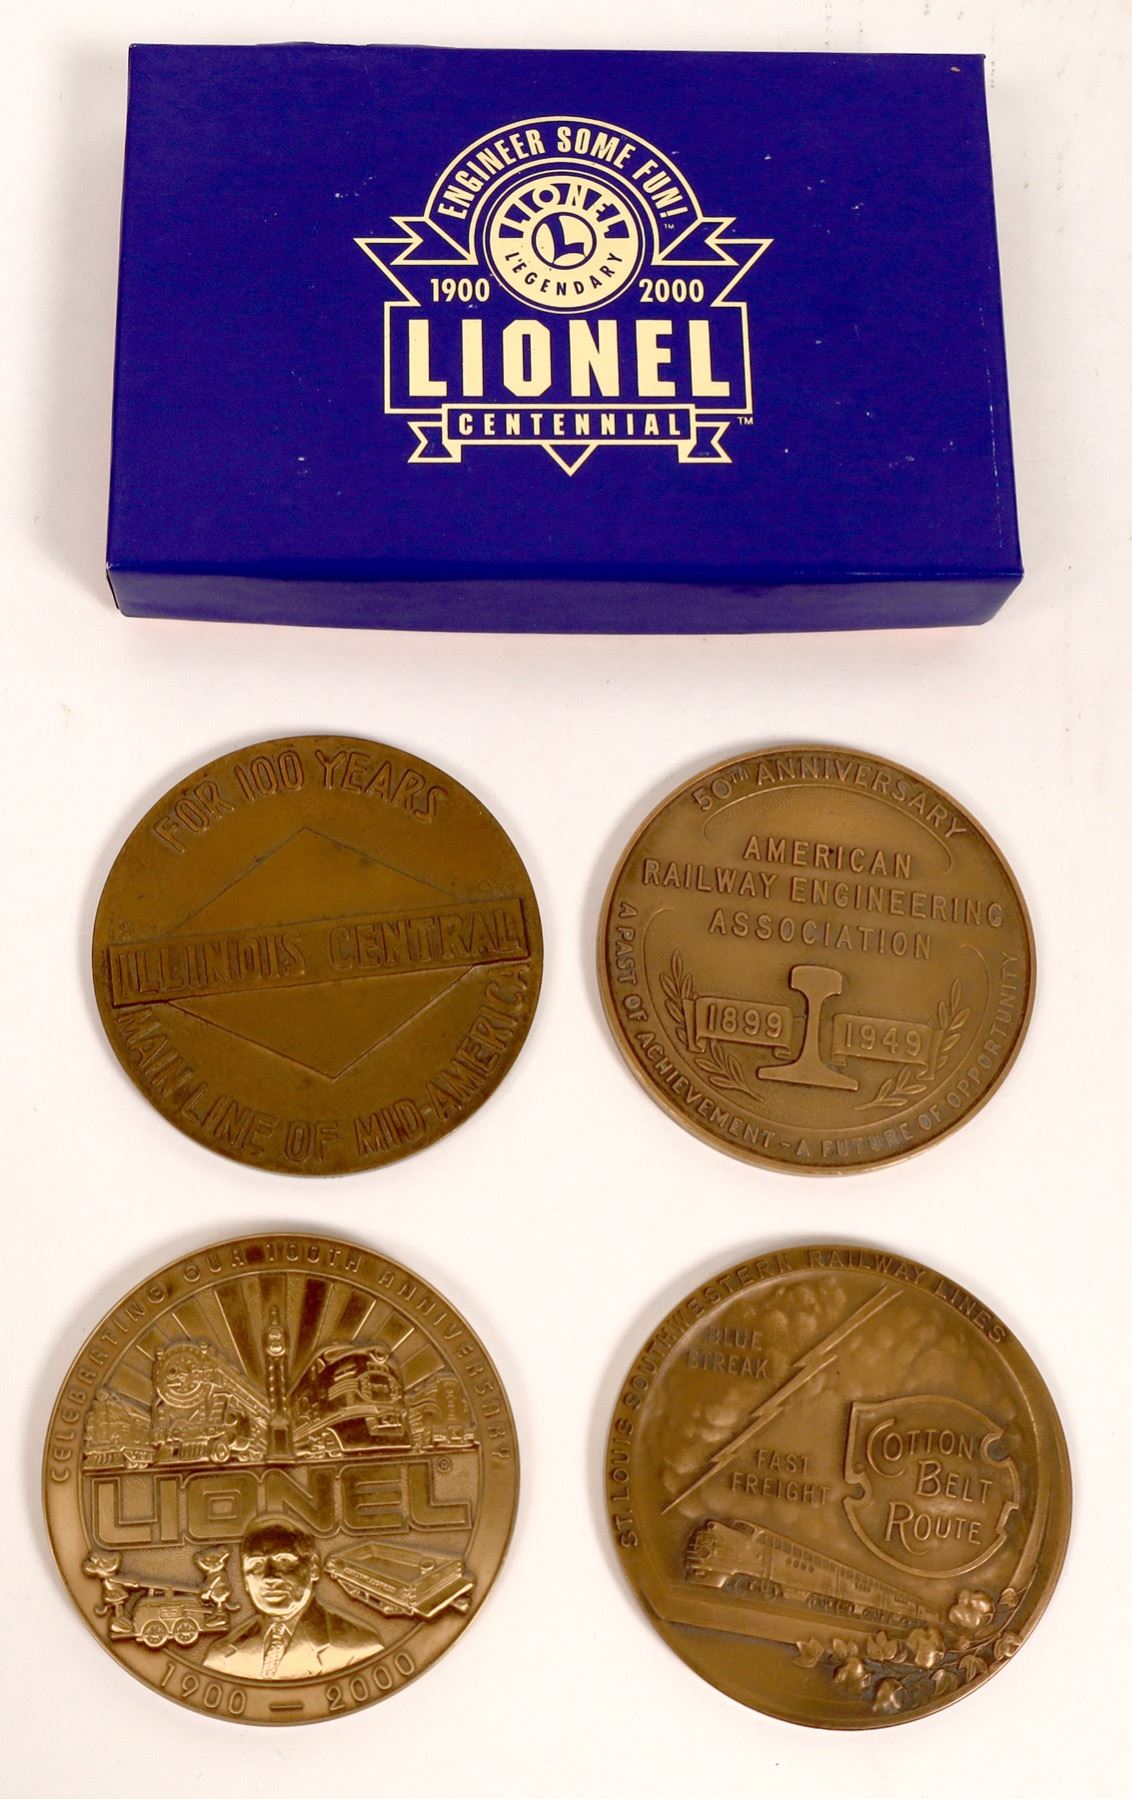 ENGINEER SOME FUN!
™
LIONEL
L
LEGENDARY
1900 2000
LIONEL
CENTENNIAL
™
FOR 100 YEARS
ILLINOIS CENTRAL
MAIN LINE OF MID-AMERICA
50TH ANNIVERSARY
AMERICAN
RAILWAY ENGINEERING
ASSOCIATION
1899 1949
A PAST OF ACHIEVEMENT - A FUTURE OF OPPORTUNITY
CELEBRATING OUR 100TH ANNIVERSARY
LIONEL®
1900 — 2000
ST. LOUIS SOUTHWESTERN RAILWAY LINES
BLUE
STREAK
FAST
FREIGHT
COTTON
BELT
ROUTE